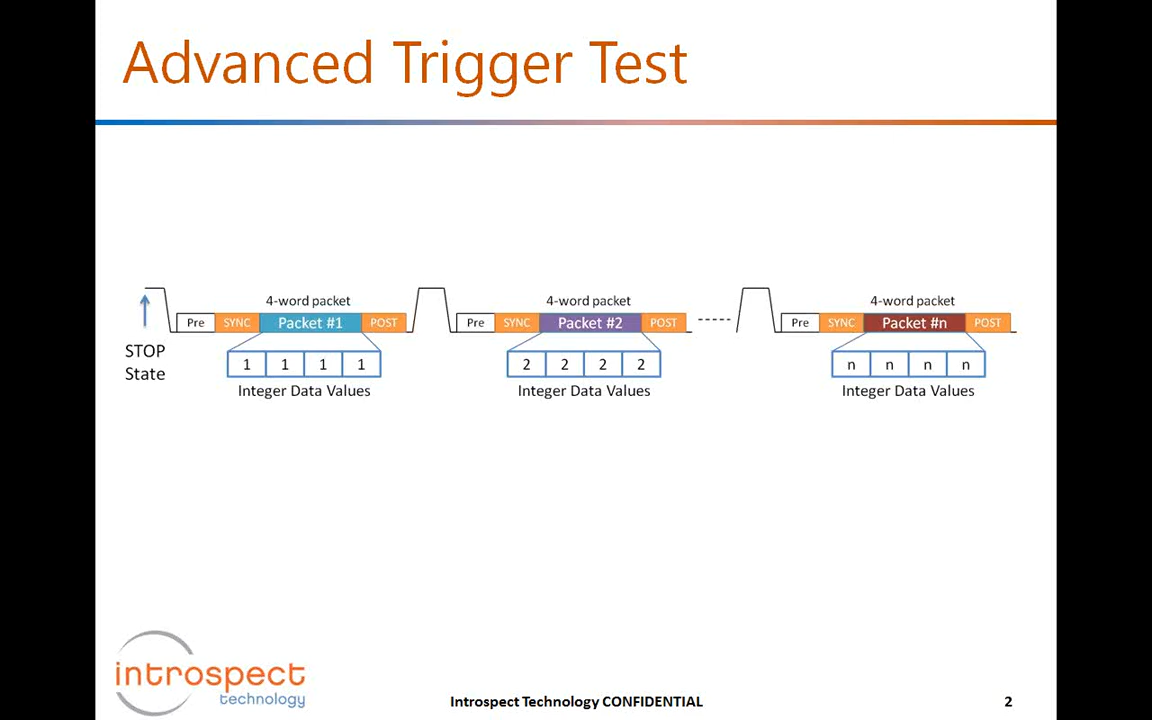 Advanced Trigger Test
4-word packet 4-word packet 4-word packet
Pre SYNC Packet #1 POST Pre SYNC Packet #2 POST Pre SYNC Packet #n POST
STOP
State
1 1 1 1 2 2 2 2 n n n n
Integer Data Values Integer Data Values Integer Data Values
introspect
technology
Introspect Technology CONFIDENTIAL
2